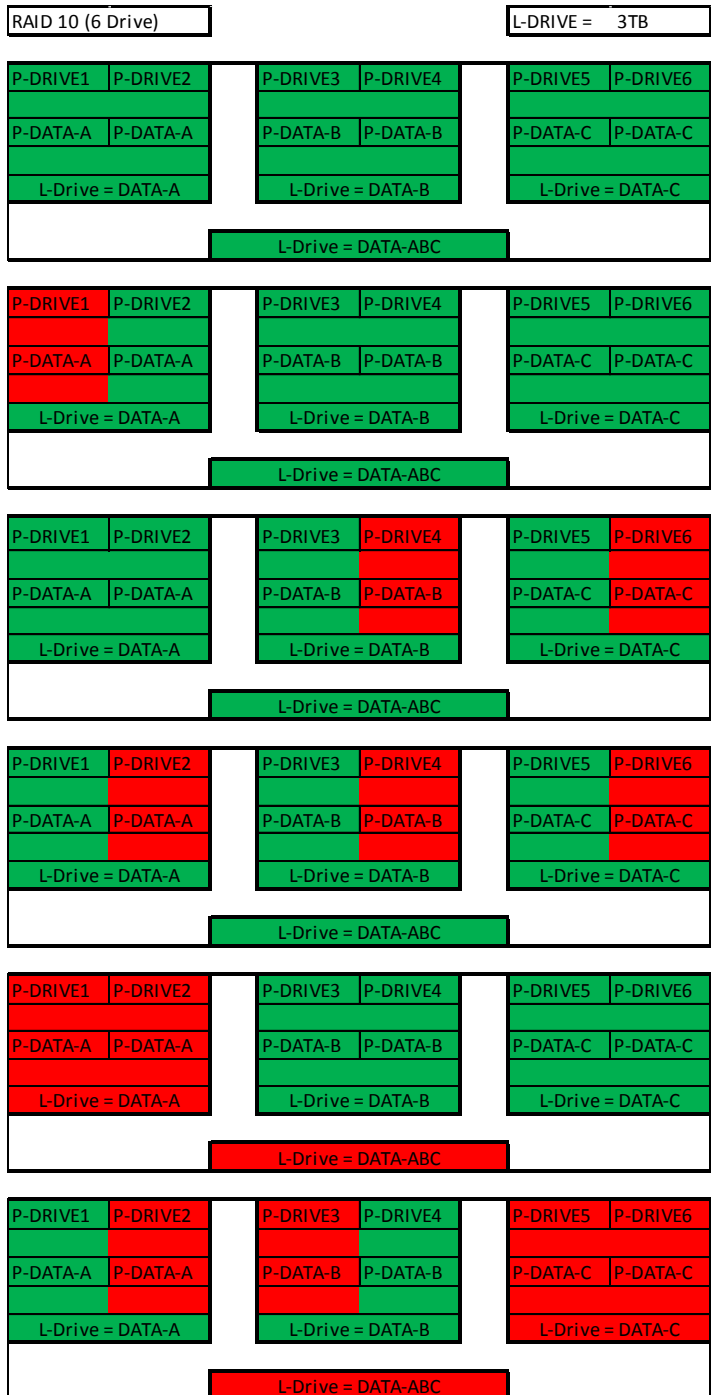 RAID 10 (6 Drive) L-DRIVE = 3TB
P-DRIVE1 P-DRIVE2 P-DRIVE3 P-DRIVE4 P-DRIVE5 P-DRIVE6
P-DATA-A P-DATA-A P-DATA-B P-DATA-B P-DATA-C P-DATA-C
L-Drive = DATA-A L-Drive = DATA-B L-Drive = DATA-C
L-Drive = DATA-ABC
P-DRIVE1 P-DRIVE2 P-DRIVE3 P-DRIVE4 P-DRIVE5 P-DRIVE6
P-DATA-A P-DATA-A P-DATA-B P-DATA-B P-DATA-C P-DATA-C
L-Drive = DATA-A L-Drive = DATA-B L-Drive = DATA-C
L-Drive = DATA-ABC
P-DRIVE1 P-DRIVE2 P-DRIVE3 P-DRIVE4 P-DRIVE5 P-DRIVE6
P-DATA-A P-DATA-A P-DATA-B P-DATA-B P-DATA-C P-DATA-C
L-Drive = DATA-A L-Drive = DATA-B L-Drive = DATA-C
L-Drive = DATA-ABC
P-DRIVE1 P-DRIVE2 P-DRIVE3 P-DRIVE4 P-DRIVE5 P-DRIVE6
P-DATA-A P-DATA-A P-DATA-B P-DATA-B P-DATA-C P-DATA-C
L-Drive = DATA-A L-Drive = DATA-B L-Drive = DATA-C
L-Drive = DATA-ABC
P-DRIVE1 P-DRIVE2 P-DRIVE3 P-DRIVE4 P-DRIVE5 P-DRIVE6
P-DATA-A P-DATA-A P-DATA-B P-DATA-B P-DATA-C P-DATA-C
L-Drive = DATA-A L-Drive = DATA-B L-Drive = DATA-C
L-Drive = DATA-ABC
P-DRIVE1 P-DRIVE2 P-DRIVE3 P-DRIVE4 P-DRIVE5 P-DRIVE6
P-DATA-A P-DATA-A P-DATA-B P-DATA-B P-DATA-C P-DATA-C
L-Drive = DATA-A L-Drive = DATA-B L-Drive = DATA-C
L-Drive = DATA-ABC